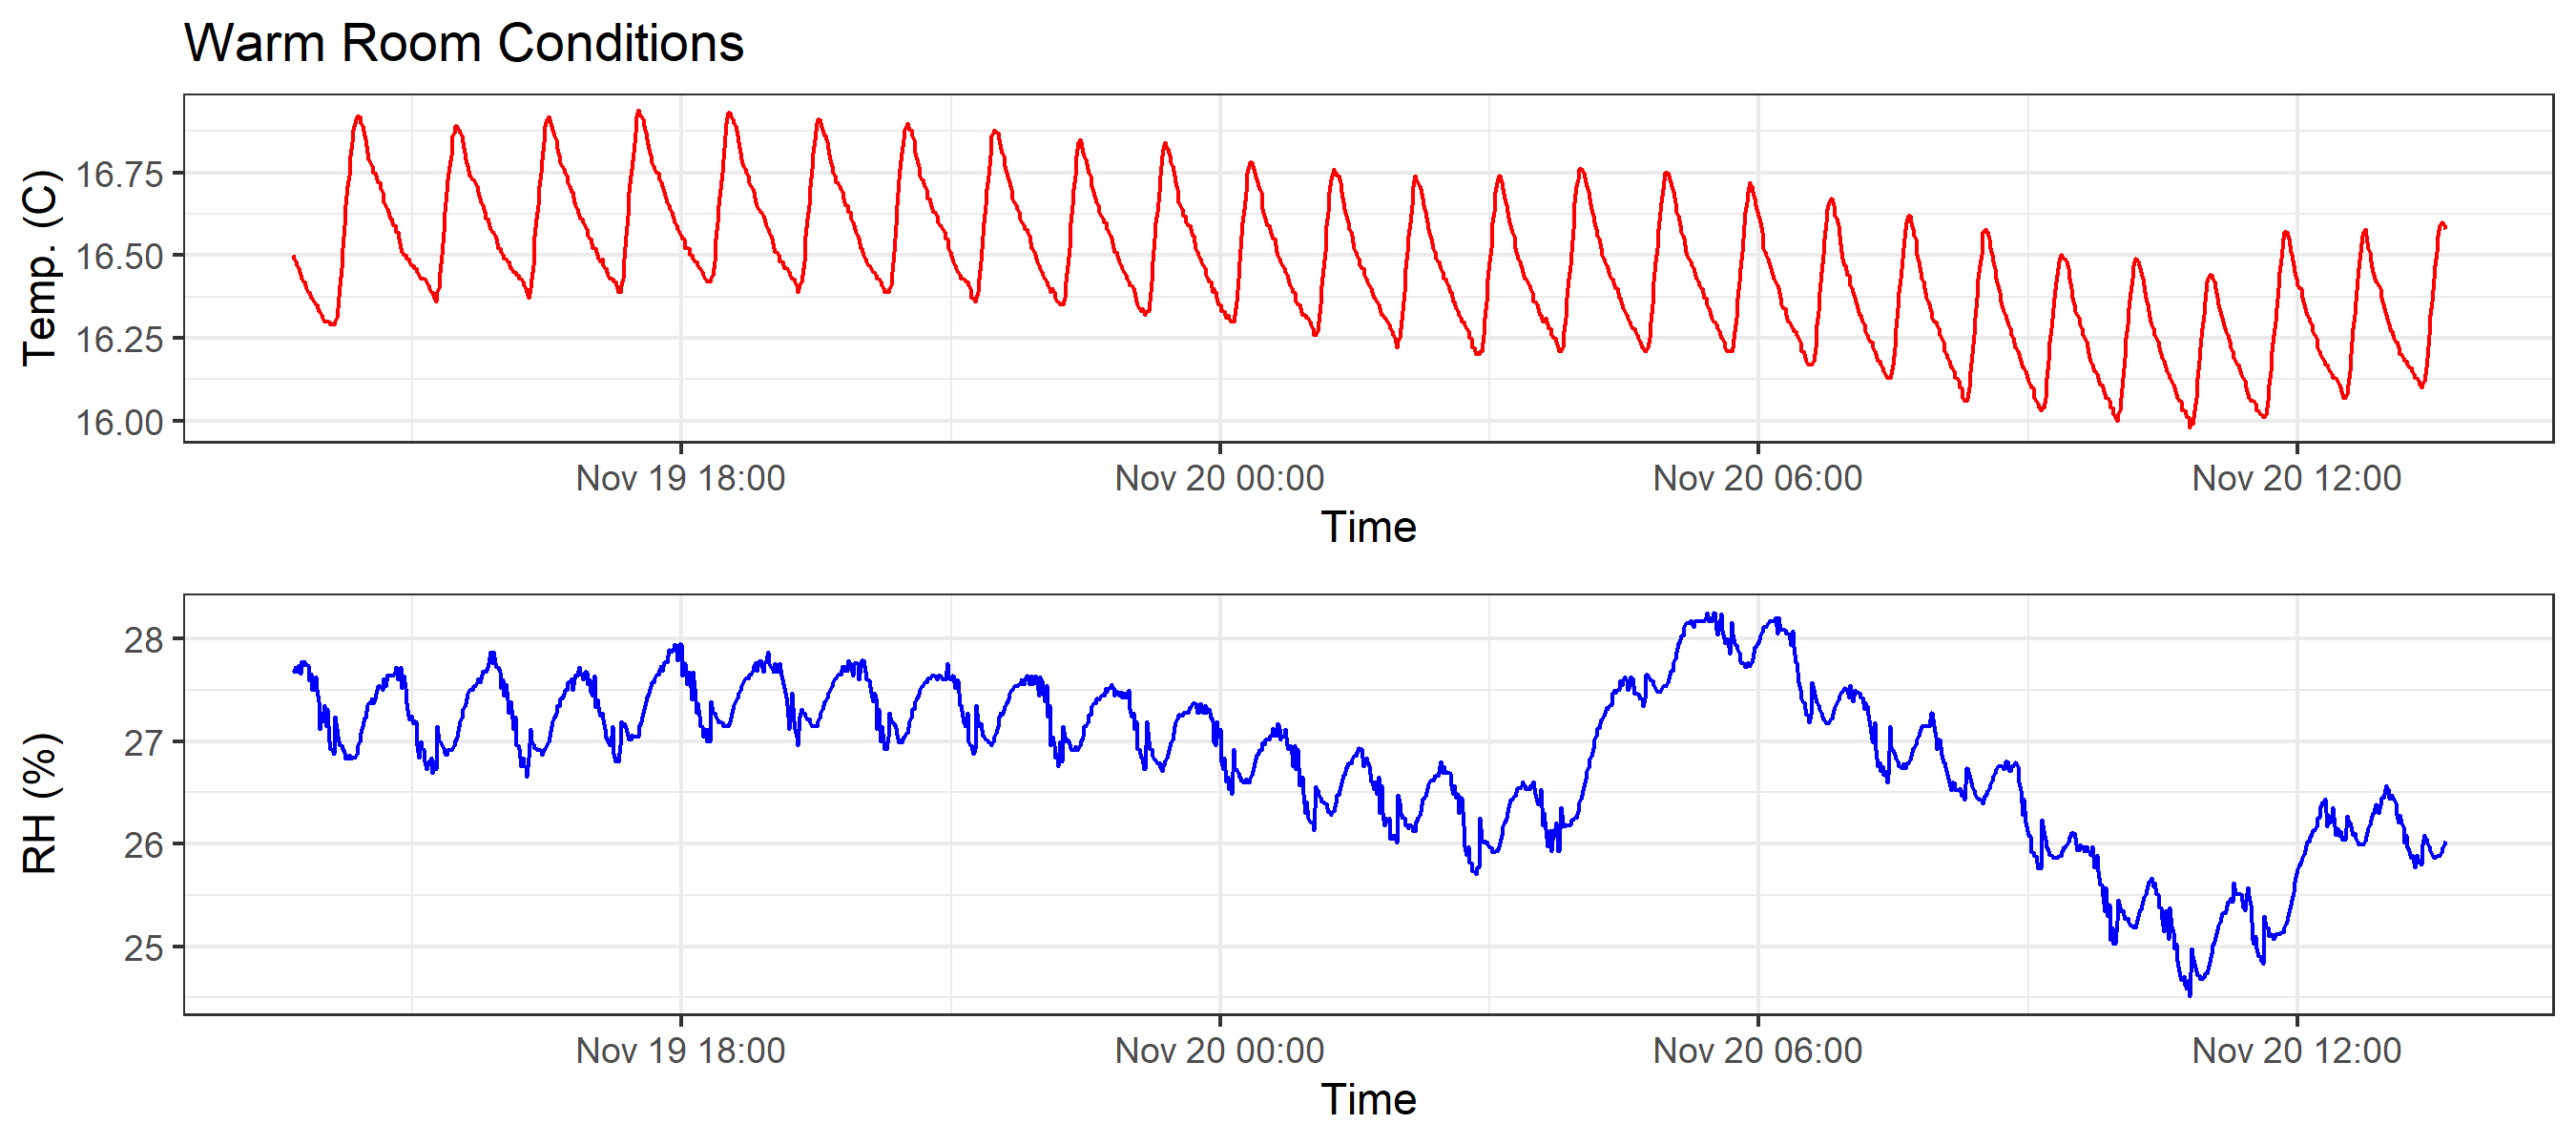 Warm Room Conditions
Temp. (C)
16.75
16.50
16.25
16.00
Nov 19 18:00 Nov 20 00:00 Nov 20 06:00 Nov 20 12:00
Time
RH (%)
28
27
26
25
Nov 19 18:00 Nov 20 00:00 Nov 20 06:00 Nov 20 12:00
Time